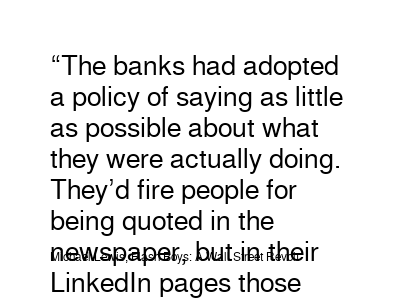 “The banks had adopted
a policy of saying as little
as possible about what
they were actually doing.
They’d fire people for
being quoted in the
newspaper, but in their
Michael Lewis, Flash Boys: A Wall Street Revolt
LinkedIn pages those